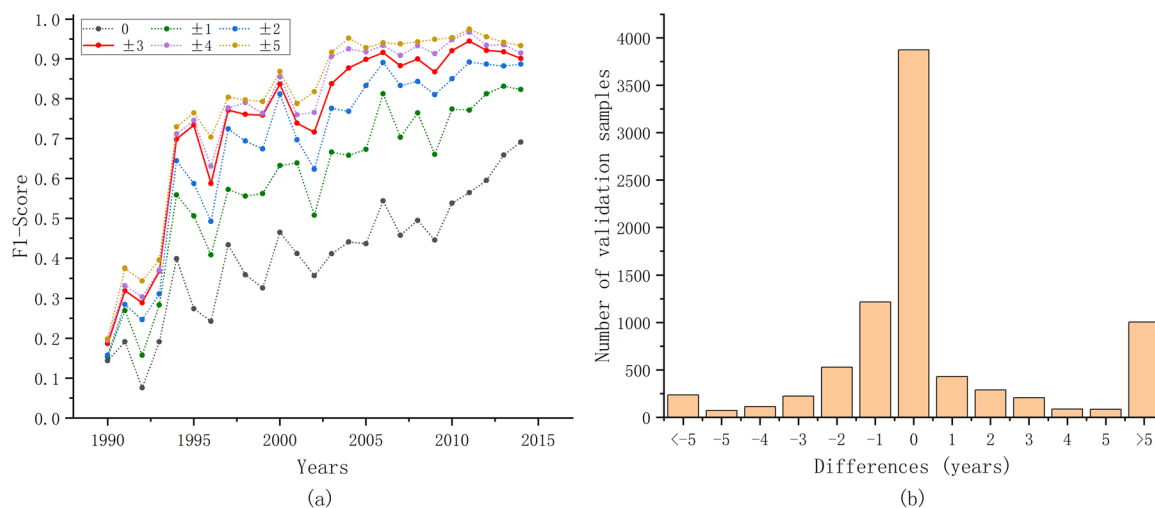 0 ±1 ±2
±3 ±4 ±5
1.0
0.9
0.8
0.7
0.6
0.5
0.4
0.3
0.2
0.1
0.0
F1-Score
1990 1995 2000 2005 2010 2015
Years
(a)
4000
3500
3000
2500
2000
1500
1000
500
0
Number of validation samples
<-5 -5 -4 -3 -2 -1 0 1 2 3 4 5 >5
Differences (years)
(b)